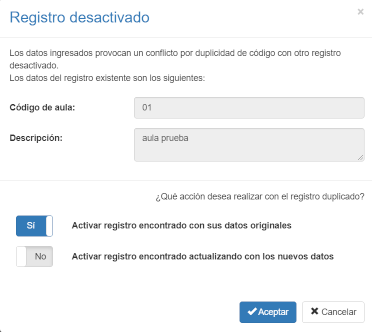 Registro desactivado
×
Los datos ingresados provocan un conflicto por duplicidad de código con otro registro
desactivado.
Los datos del registro existente son los siguientes:
Código de aula: 01
Descripción: aula prueba
¿Qué acción desea realizar con el registro duplicado?
Sí Activar registro encontrado con sus datos originales
No Activar registro encontrado actualizando con los nuevos datos
Aceptar Cancelar